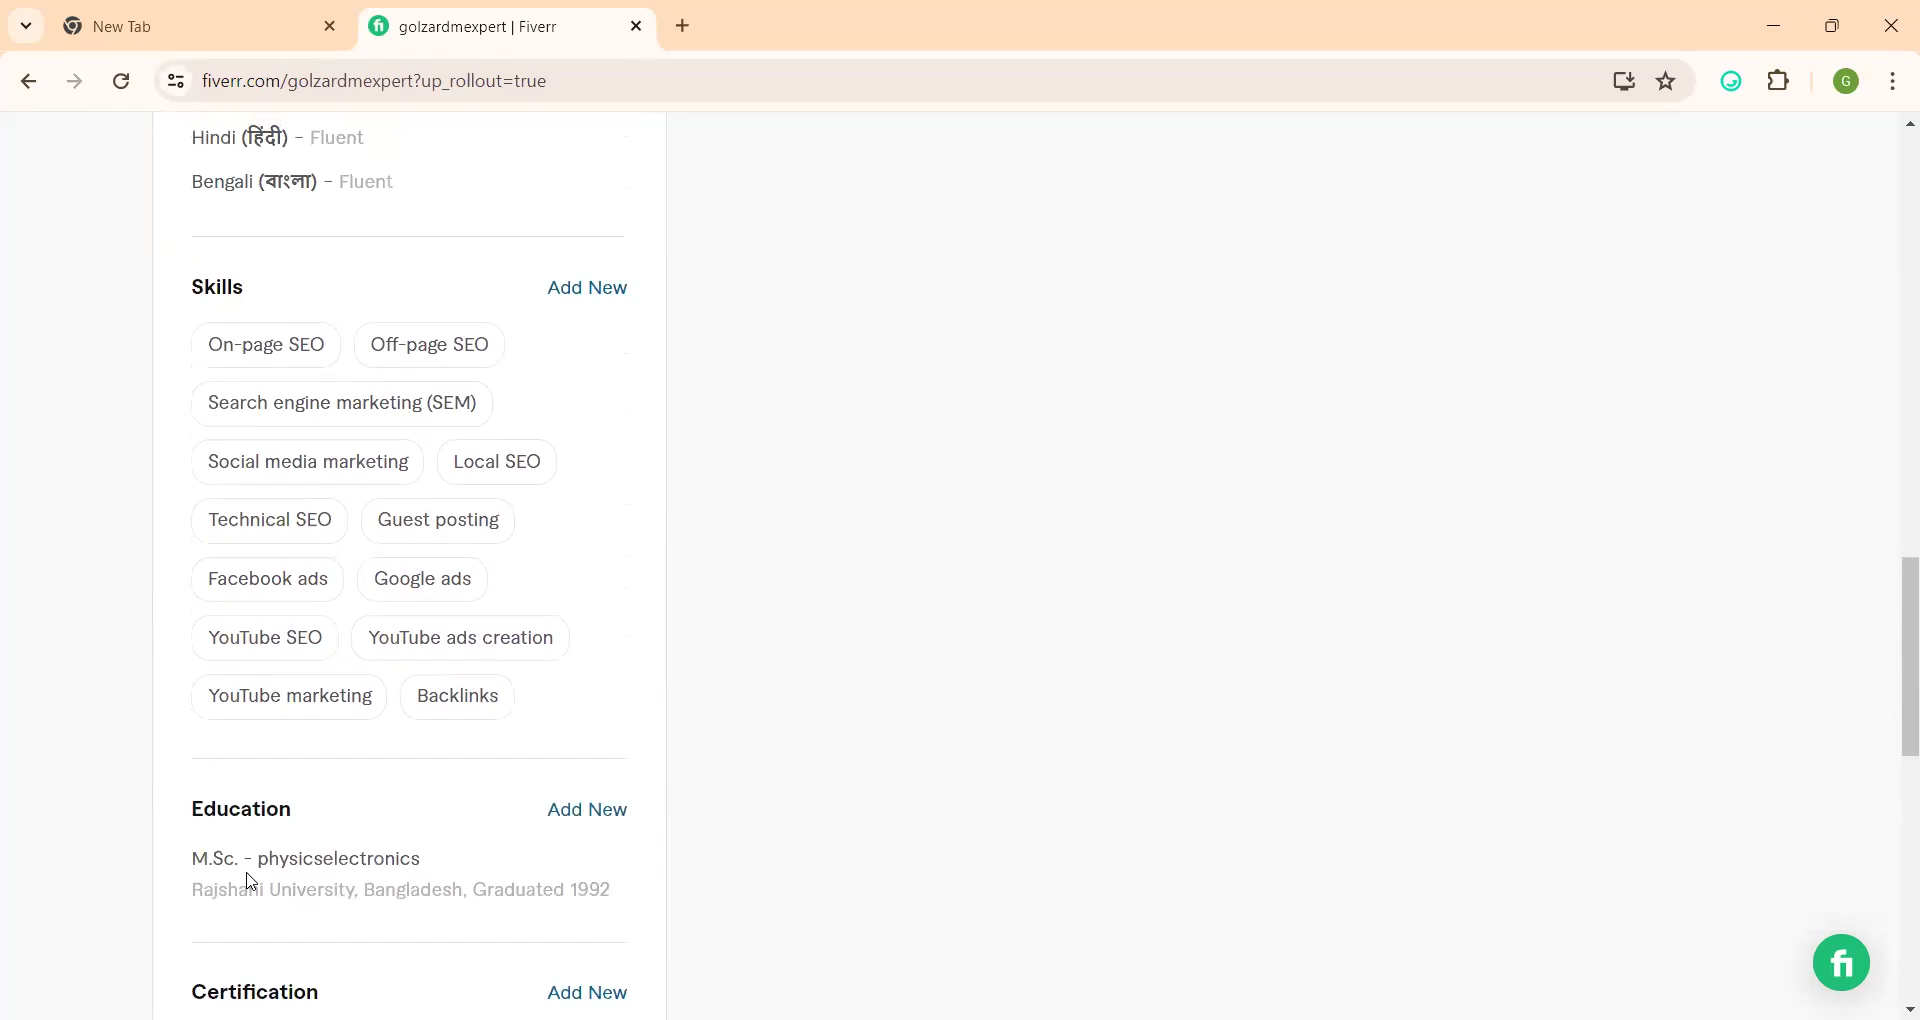 New Tab
golzardmexpert | Fiverr
fiverr.com/golzardmexpert?up_rollout=true
G
Hindi (हिंदी) - Fluent
Bengali (বাংলা) - Fluent
Skills Add New
On-page SEO Off-page SEO
Search engine marketing (SEM)
Social media marketing Local SEO
Technical SEO Guest posting
Facebook ads Google ads
YouTube SEO YouTube ads creation
YouTube marketing Backlinks
Education Add New
M.Sc. - physicselectronics
Rajshahi University, Bangladesh, Graduated 1992
Certification Add New
fi